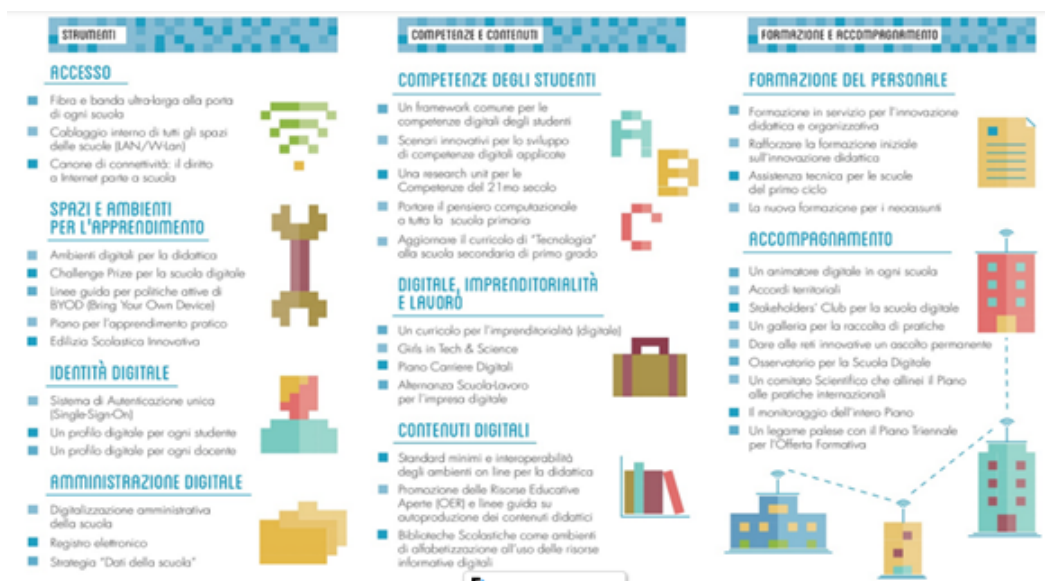 STRUMENTI
ACCESSO
Fibra e banda ultra-larga alla porta
di ogni scuola
Cablaggio interno di tutti gli spazi
delle scuole (LAN/W-Lan)
Canone di connettività: il diritto
a Internet parte a scuola
SPAZI E AMBIENTI
PER L'APPRENDIMENTO
Ambienti digitali per la didattica
Challenge Prize per la scuola digitale
Linee guida per politiche attive di
BYOD (Bring Your Own Device)
Piano per l'apprendimento pratico
Edilizia Scolastica Innovativa
IDENTITÀ DIGITALE
Sistema di Autenticazione unica
(Single-Sign-On)
Un profilo digitale per ogni studente
Un profilo digitale per ogni docente
AMMINISTRAZIONE DIGITALE
Digitalizzazione amministrativa
della scuola
Registro elettronico
Strategia "Dati della scuola"
COMPETENZE E CONTENUTI
COMPETENZE DEGLI STUDENTI
Un framework comune per le
competenze digitali degli studenti
Scenari innovativi per lo sviluppo
di competenze digitali applicate
Una research unit per le
Competenze del 21mo secolo
Portare il pensiero computazionale
a tutta la scuola primaria
Aggiornare il curricolo di "Tecnologia"
alla scuola secondaria di primo grado
A
B
C
DIGITALE, IMPRENDITORIALITÀ
E LAVORO
Un curricolo per l'imprenditorialità (digitale)
Girls in Tech & Science
Piano Carriere Digitali
Alternanza Scuola-Lavoro
per l'impresa digitale
CONTENUTI DIGITALI
Standard minimi e interoperabilità
degli ambienti on line per la didattica
Promozione delle Risorse Educative
Aperte (OER) e linee guida su
autoproduzione dei contenuti didattici
Biblioteche Scolastiche come ambienti
di alfabetizzazione all'uso delle risorse
informative digitali
FORMAZIONE E ACCOMPAGNAMENTO
FORMAZIONE DEL PERSONALE
Formazione in servizio per l'innovazione
didattica e organizzativa
Rafforzare la formazione iniziale
sull'innovazione didattica
Assistenza tecnica per le scuole
del primo ciclo
La nuova formazione per i neoassunti
ACCOMPAGNAMENTO
Un animatore digitale in ogni scuola
Accordi territoriali
Stakeholders' Club per la scuola digitale
Un galleria per la raccolta di pratiche
Dare alle reti innovative un ascolto permanente
Osservatorio per la Scuola Digitale
Un comitato Scientifico che allinei il Piano
alle pratiche internazionali
Il monitoraggio dell'intero Piano
Un legame palese con il Piano Triennale
per l'Offerta Formativa